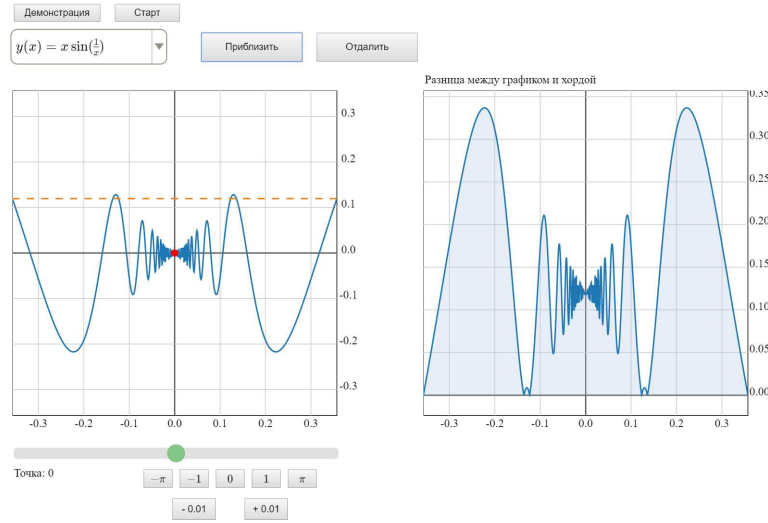 Демонстрация Старт
y(x) = x sin(1/x) Приблизить Отдалить
Разница между графиком и хордой
0.3
0.2
0.1
0.0
-0.1
-0.2
-0.3
-0.3 -0.2 -0.1 0.0 0.1 0.2 0.3
0.35
0.30
0.25
0.20
0.15
0.10
0.05
0.00
-0.3 -0.2 -0.1 0.0 0.1 0.2 0.3
Точка: 0
−π −1 0 1 π
- 0.01 + 0.01